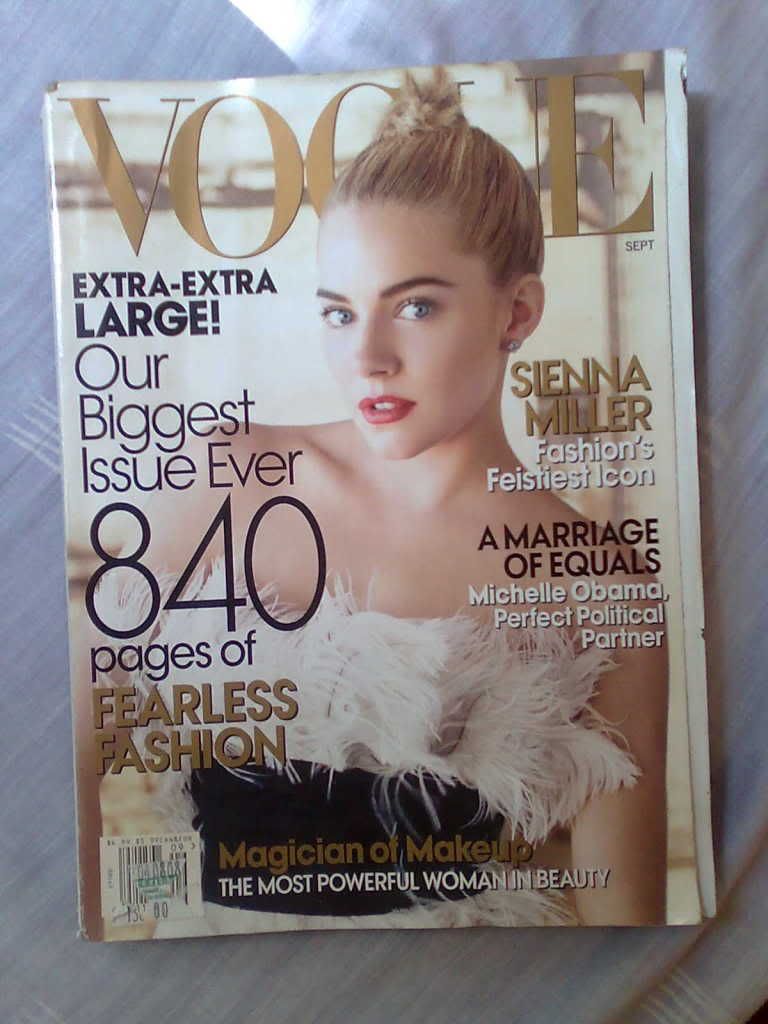 VOGUE
SEPT
EXTRA-EXTRA
LARGE!
Our
Biggest
Issue Ever
840
pages of
FEARLESS
FASHION
SIENNA
MILLER
Fashion's
Feistiest Icon
A MARRIAGE
OF EQUALS
Michelle Obama,
Perfect Political
Partner
Magician of Makeup
THE MOST POWERFUL WOMAN IN BEAUTY
09 >